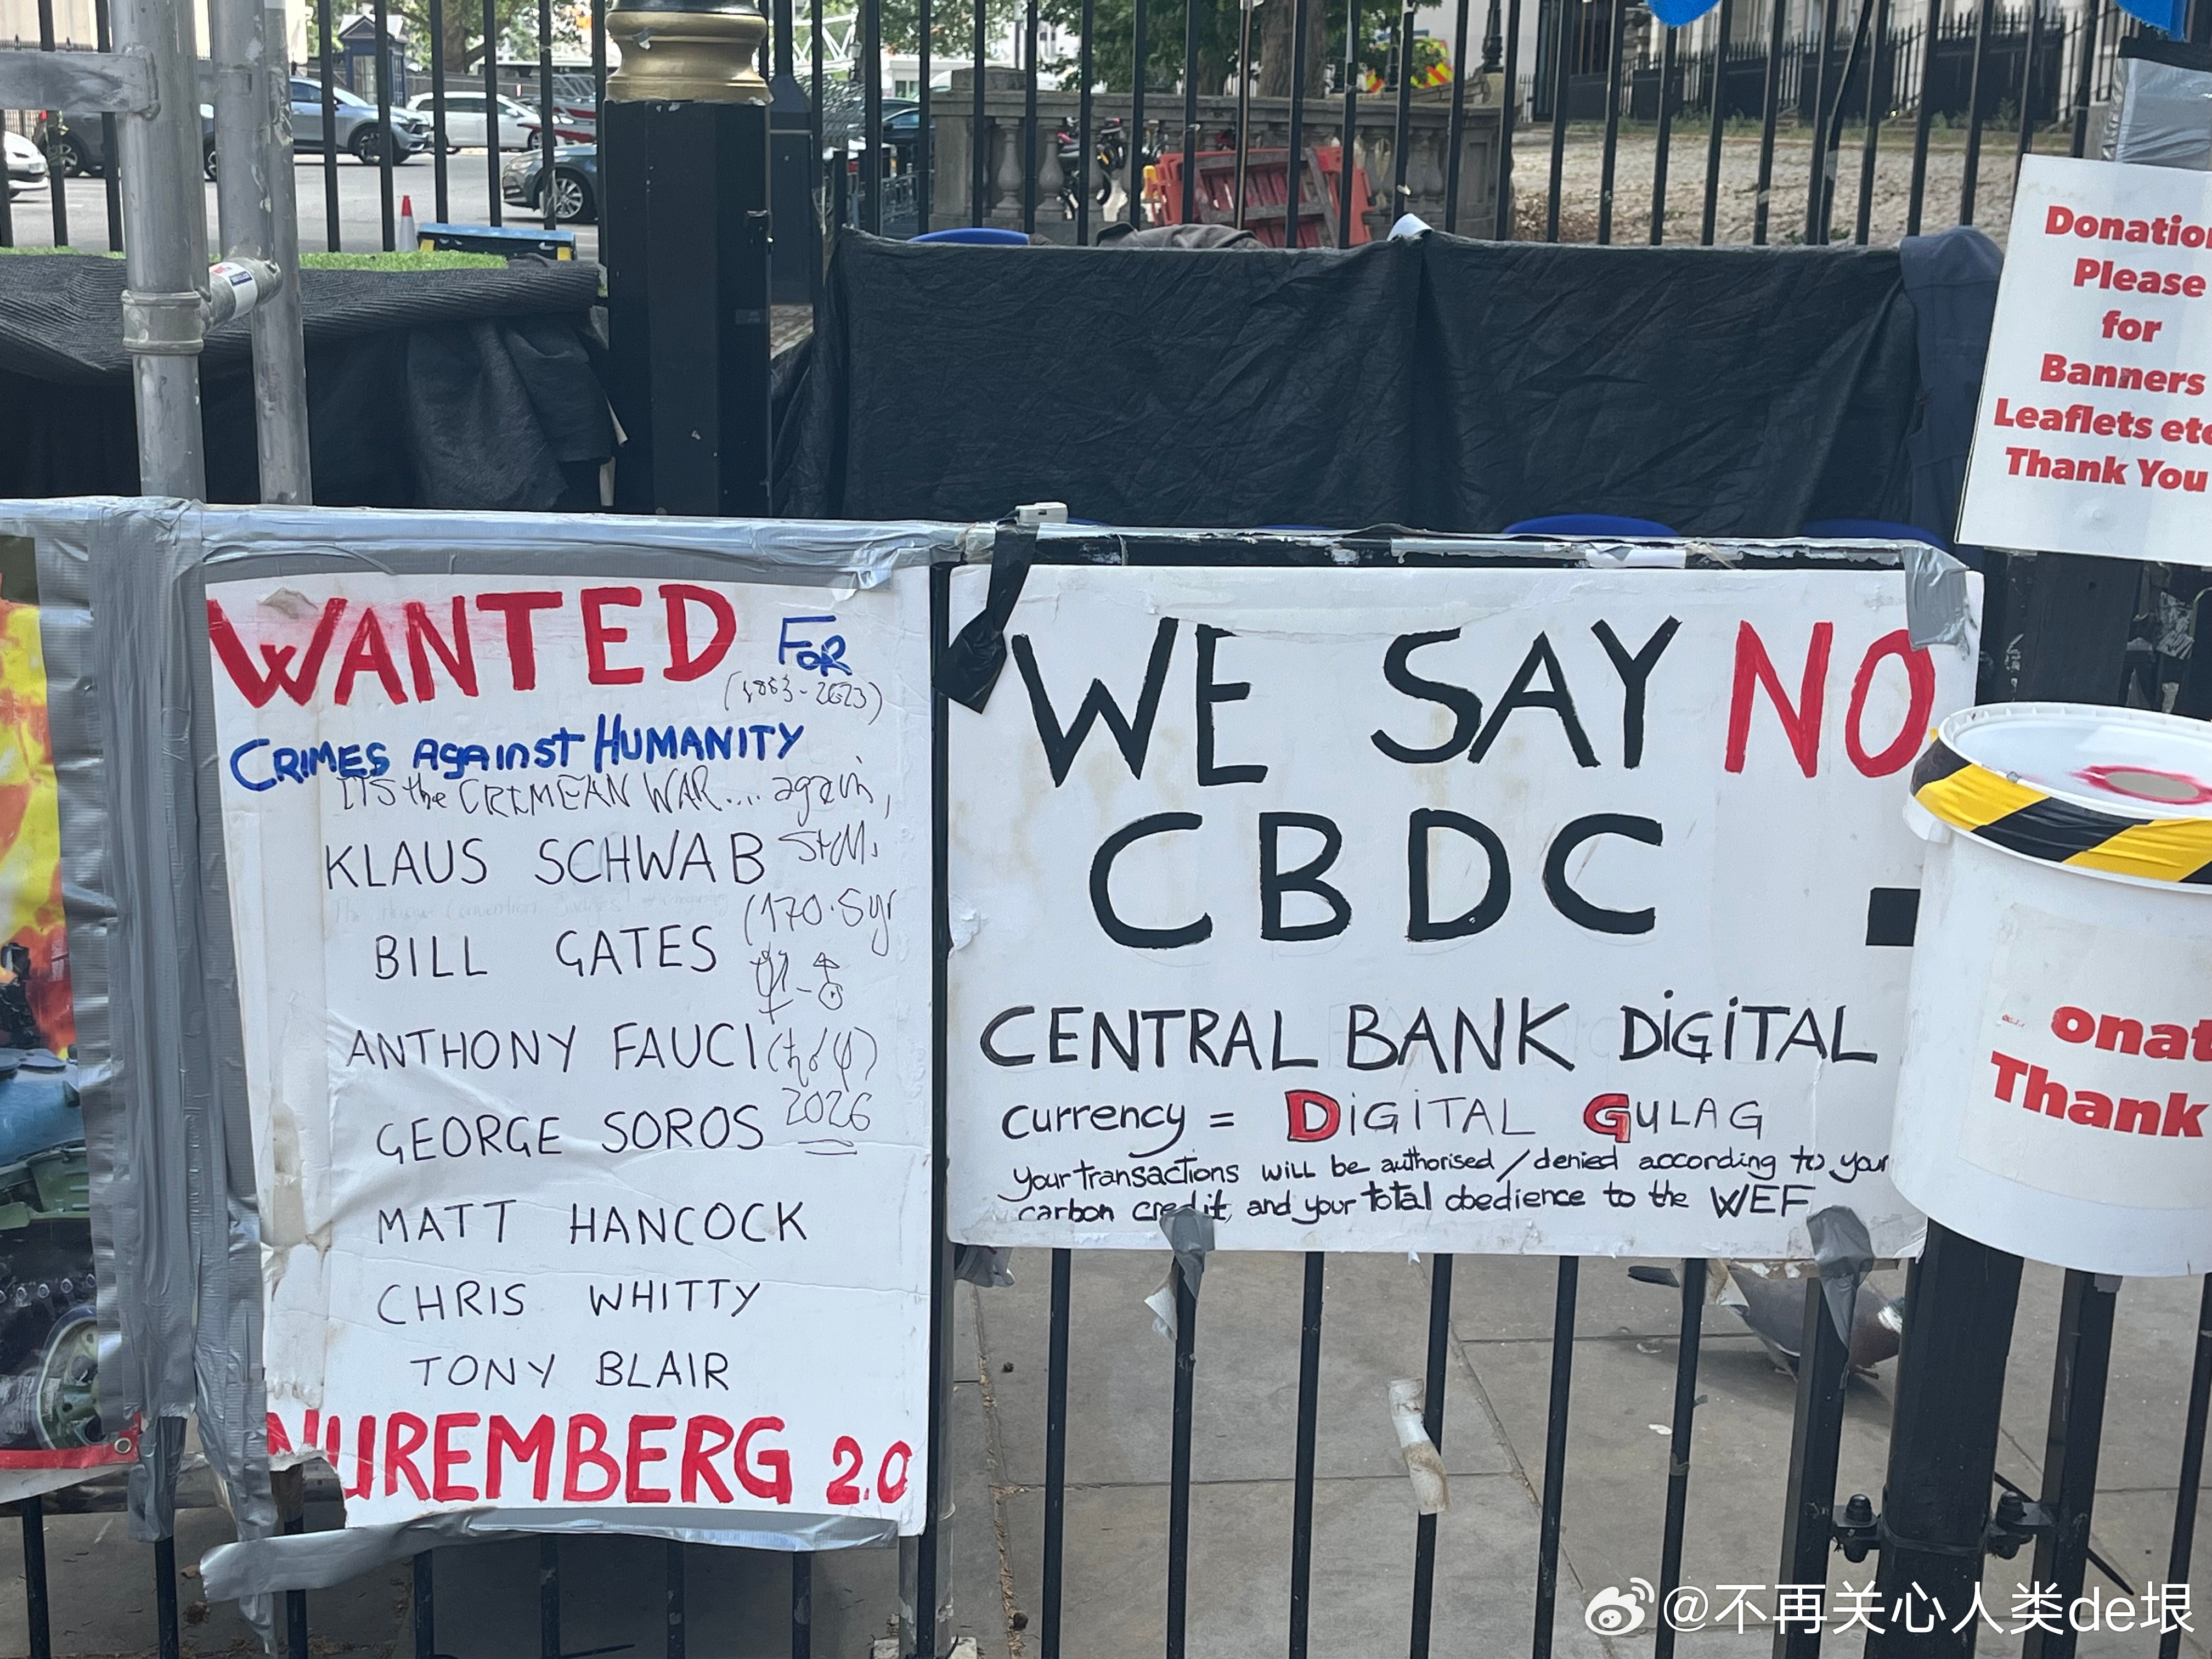 WANTED FOR
CRIMES AgAinst HUMANITY
ITS the CRIMEAN WAR.... again,
KLAUS SCHWAB
BILL GATES
(170.5yr
ANTHONY FAUCI
GEORGE SOROS
2026
MATT HANCOCK
CHRIS WHITTY
TONY BLAIR
NUREMBERG 2.0
WE SAY NO
CBDC
CENTRAL BANK DiGiTAL
currency = DiGiTAL GULAG
your transactions will be authorised/denied according to your
carbon credit, and your total obedience to the WEF
Donation
Please
for
Banners
Leaflets etc
Thank You
onat
Thank
@不再关心人类de垠